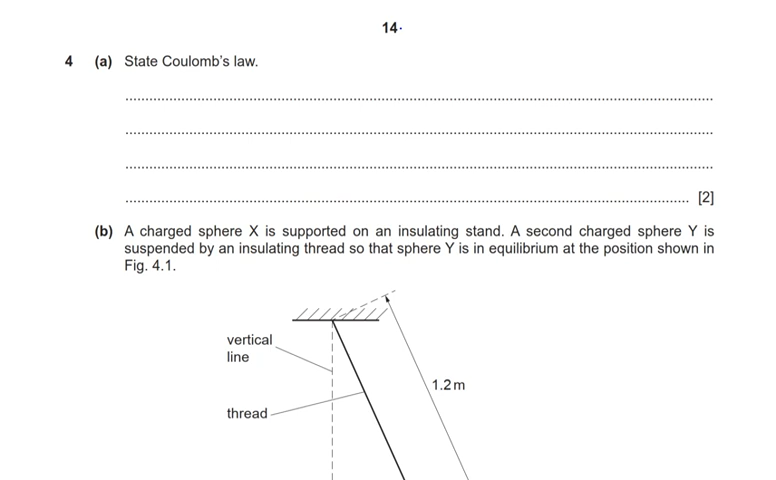 14
4 (a) State Coulomb's law.
[2]
(b) A charged sphere X is supported on an insulating stand. A second charged sphere Y is
suspended by an insulating thread so that sphere Y is in equilibrium at the position shown in
Fig. 4.1.
vertical
line
1.2 m
thread